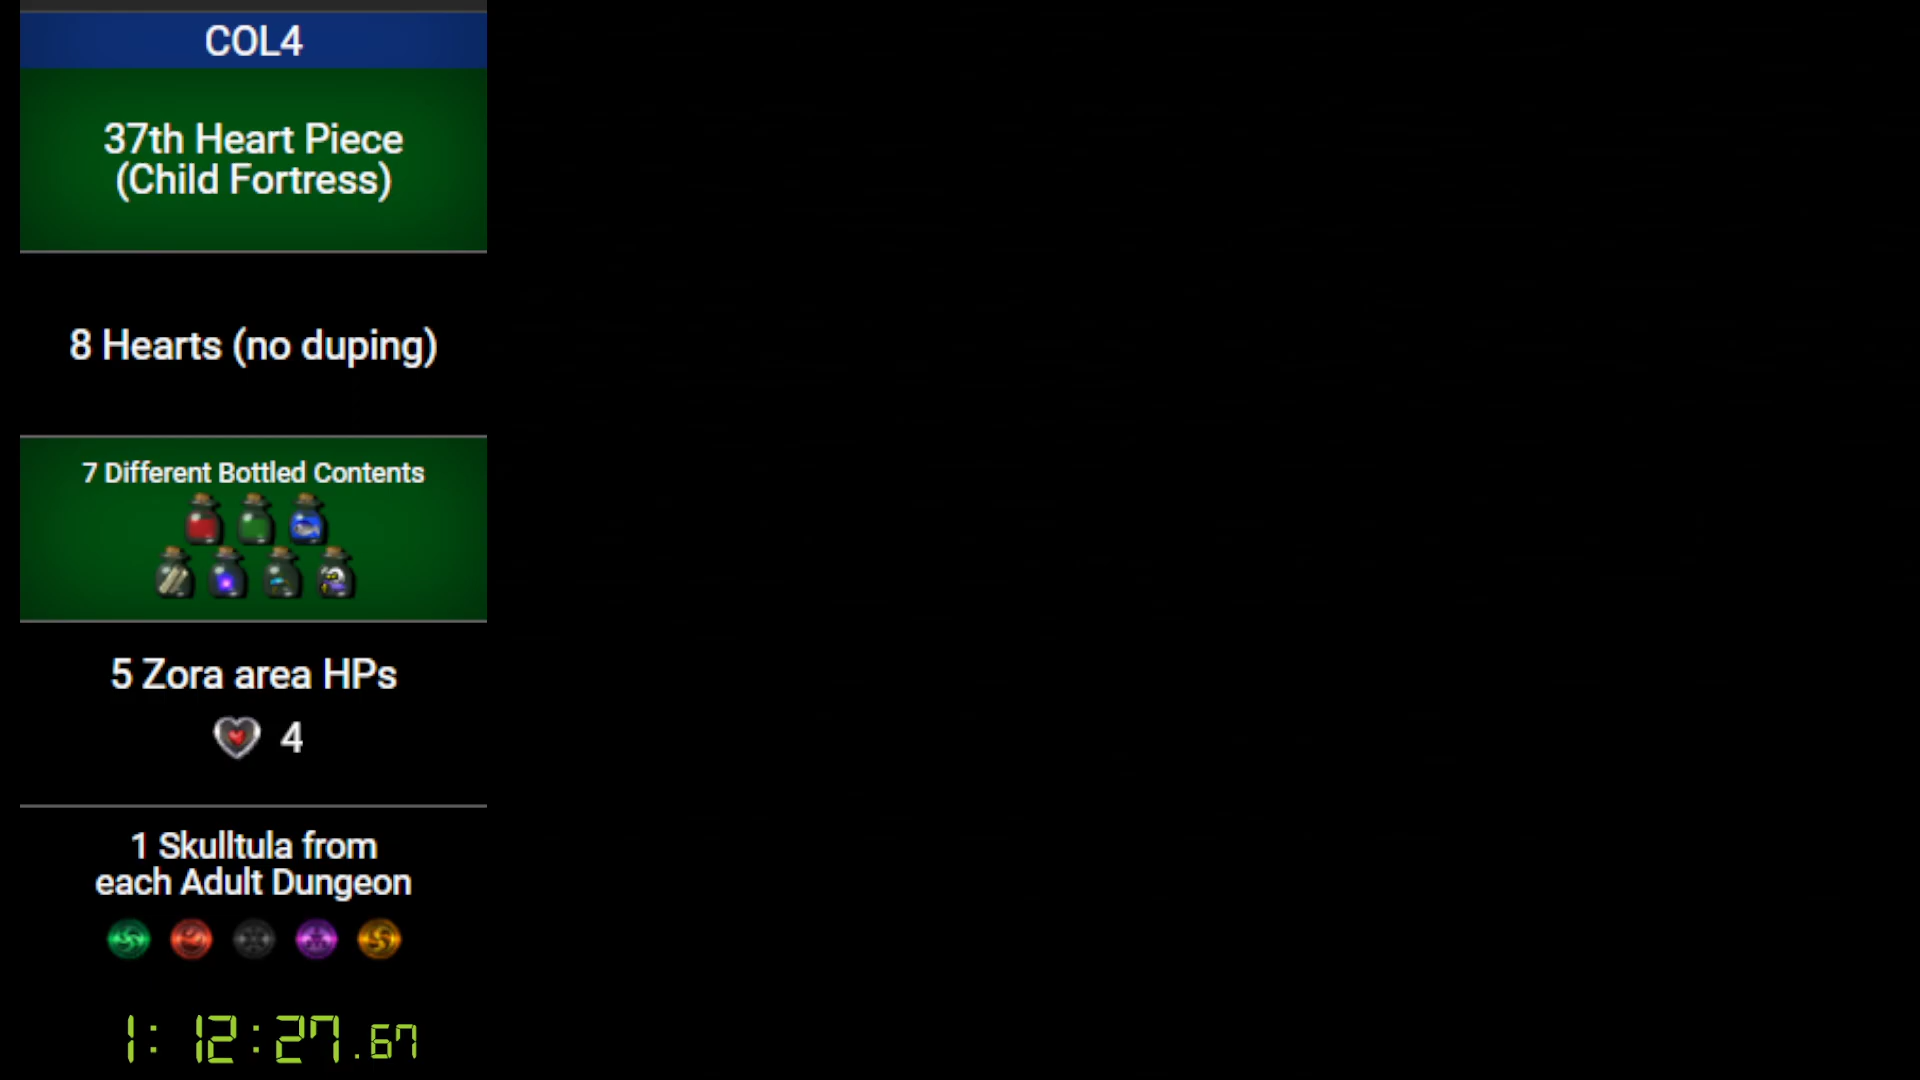 COL4
37th Heart Piece
(Child Fortress)
8 Hearts (no duping)
7 Different Bottled Contents
5 Zora area HPs
4
1 Skulltula from
each Adult Dungeon
1:12:27.67